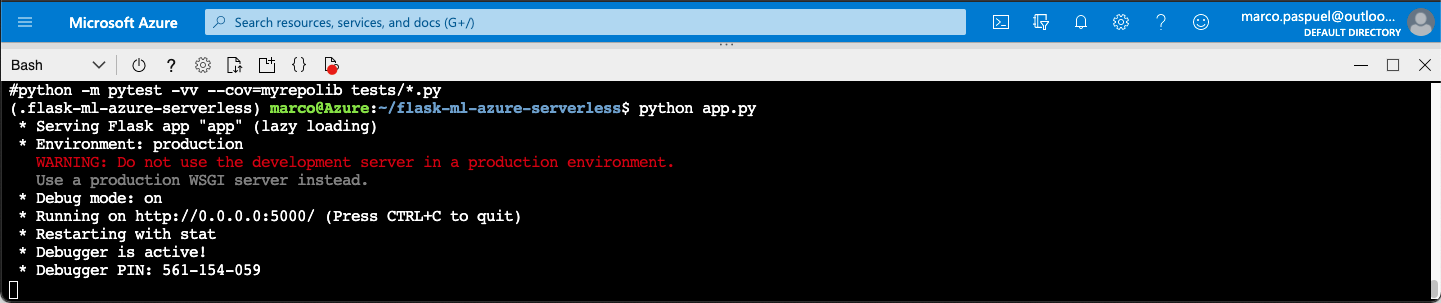 Microsoft Azure
Search resources, services, and docs (G+/)
marco.paspuel@outloo...
DEFAULT DIRECTORY
Bash
#python -m pytest -vv --cov=myrepolib tests/*.py
(.flask-ml-azure-serverless) marco@Azure:~/flask-ml-azure-serverless$ python app.py
* Serving Flask app "app" (lazy loading)
* Environment: production
WARNING: Do not use the development server in a production environment.
Use a production WSGI server instead.
* Debug mode: on
* Running on http://0.0.0.0:5000/ (Press CTRL+C to quit)
* Restarting with stat
* Debugger is active!
* Debugger PIN: 561-154-059